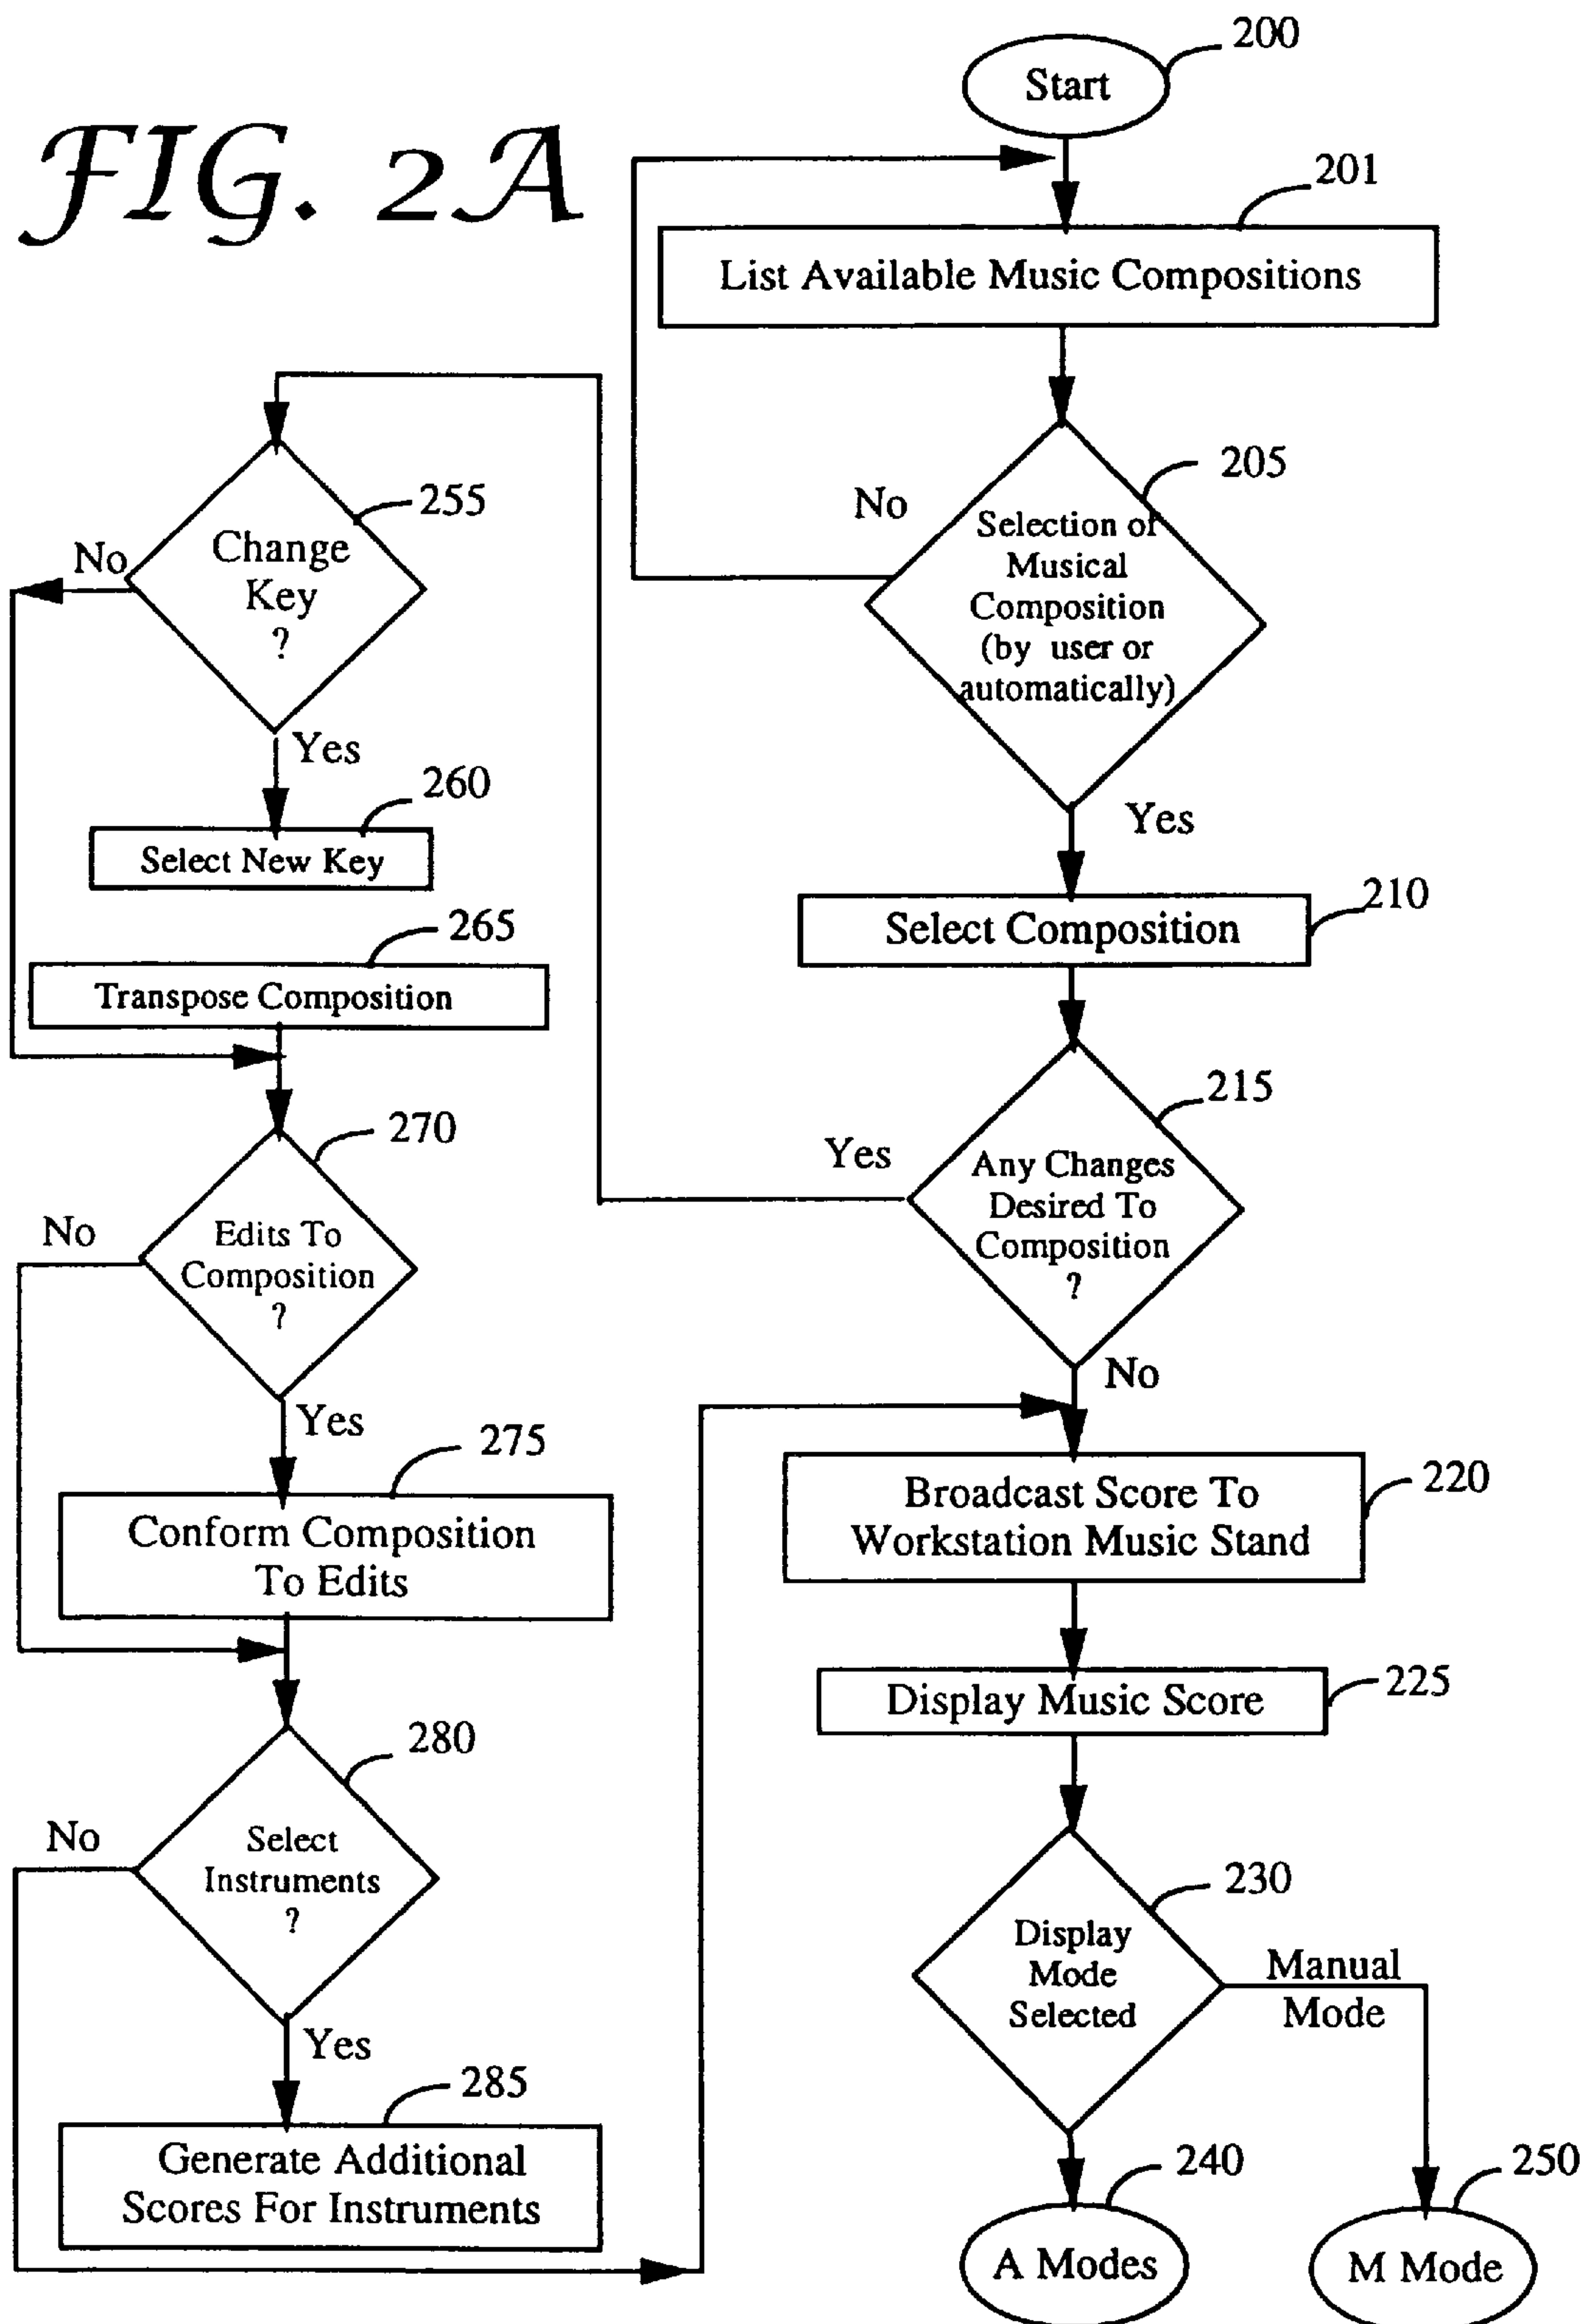 FIG. 2A
200
Start
201
List Available Music Compositions
205
No
Selection of
Musical
Composition
(by user or
automatically)
Yes
210
Select Composition
215
Yes
Any Changes
Desired To
Composition
?
No
220
Broadcast Score To
Workstation Music Stand
225
Display Music Score
230
Display
Mode
Selected
Manual
Mode
240
A Modes
250
M Mode
255
No
Change
Key
?
Yes
260
Select New Key
265
Transpose Composition
270
No
Edits To
Composition
?
Yes
275
Conform Composition
To Edits
280
No
Select
Instruments
?
Yes
285
Generate Additional
Scores For Instruments